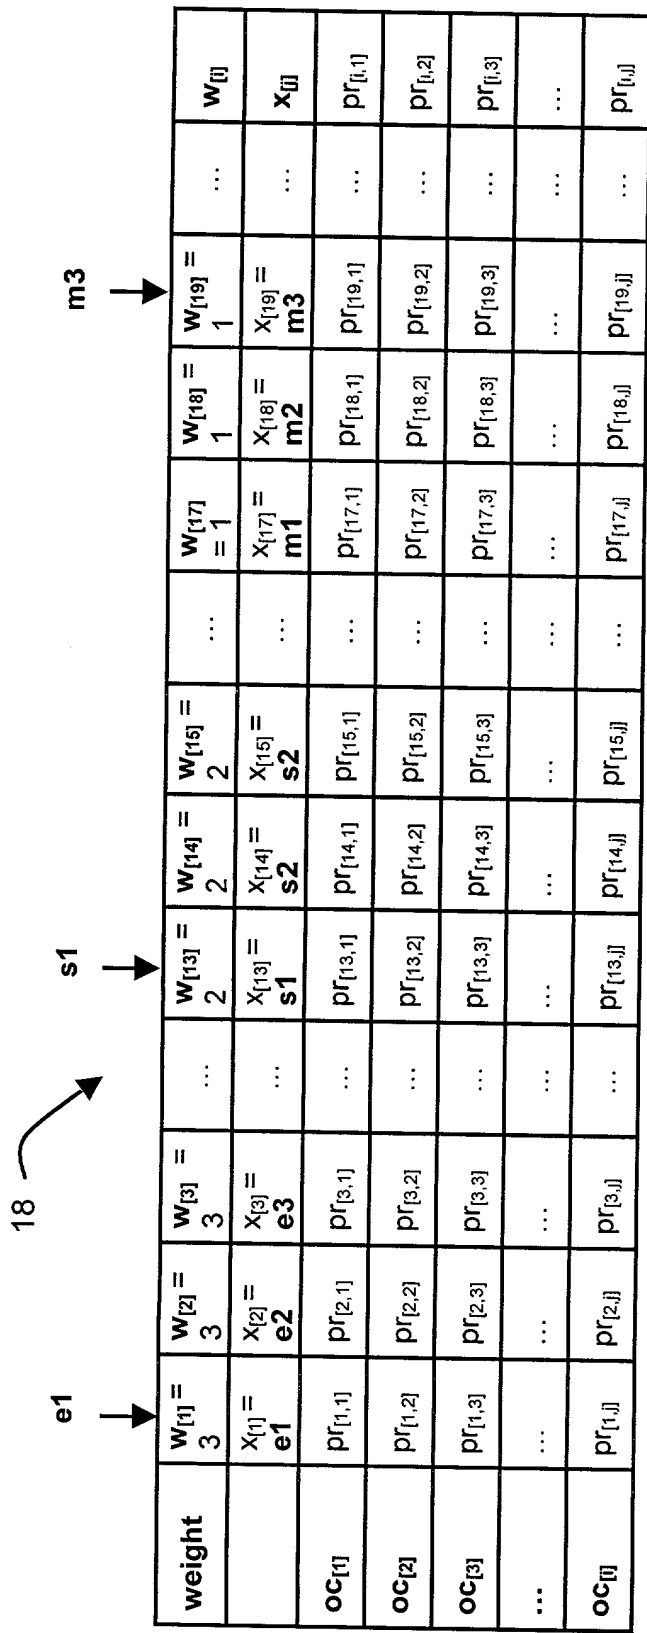 18
e1 s1 m3
weight w[1] = 3 w[2] = 3 w[3] = 3 ... w[13] = 2 w[14] = 2 w[15] = 2 ... w[17] = 1 w[18] = 1 w[19] = 1 ... w[i]
x[1] = e1 x[2] = e2 x[3] = e3 ... x[13] = s1 x[14] = s2 x[15] = s2 ... x[17] = m1 x[18] = m2 x[19] = m3 ... x[j]
oc[1] pr[1,1] pr[2,1] pr[3,1] ... pr[13,1] pr[14,1] pr[15,1] ... pr[17,1] pr[18,1] pr[19,1] ... pr[i,1]
oc[2] pr[1,2] pr[2,2] pr[3,2] ... pr[13,2] pr[14,2] pr[15,2] ... pr[17,2] pr[18,2] pr[19,2] ... pr[i,2]
oc[3] pr[1,3] pr[2,3] pr[3,3] ... pr[13,3] pr[14,3] pr[15,3] ... pr[17,3] pr[18,3] pr[19,3] ... pr[i,3]
... ... ... ... ... ... ... ... ... ... ... ... ... ...
oc[i] pr[1,j] pr[2,j] pr[3,j] ... pr[13,j] pr[14,j] pr[15,j] ... pr[17,j] pr[18,j] pr[19,j] ... pr[i,j]